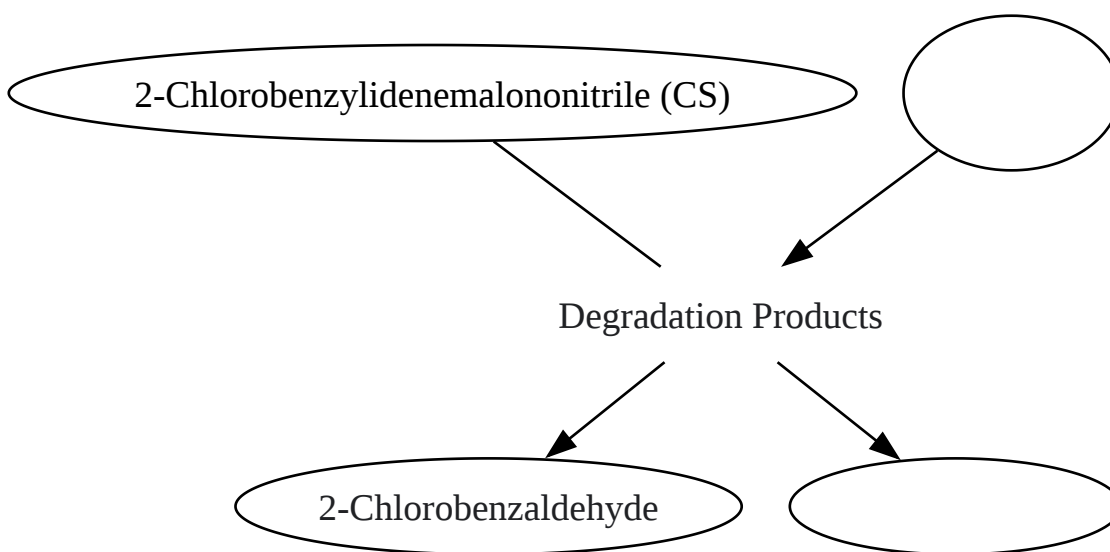 2-Chlorobenzylidenemalononitrile (CS)
Degradation Products
2-Chlorobenzaldehyde